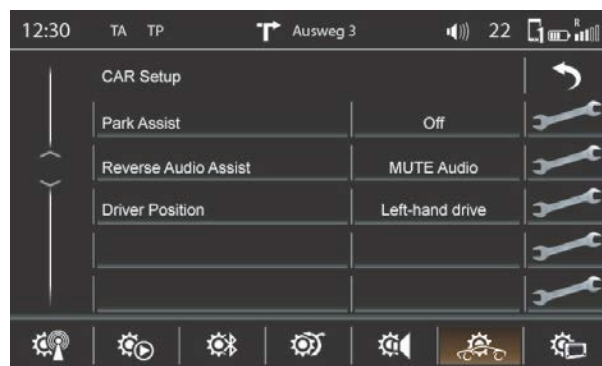 12:30 TA TP Ausweg 3 22 1 R
CAR Setup
Park Assist Off
Reverse Audio Assist MUTE Audio
Driver Position Left-hand drive